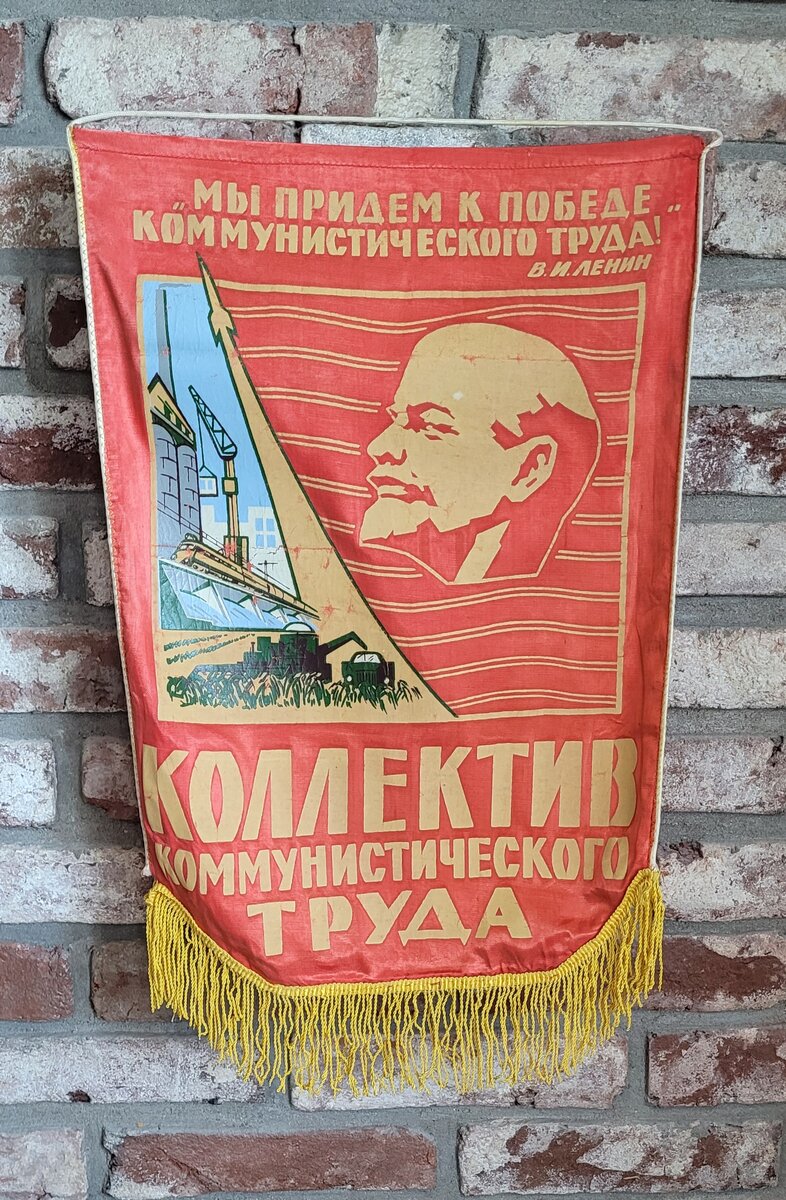 "МЫ ПРИДЕМ К ПОБЕДЕ
КОММУНИСТИЧЕСКОГО ТРУДА!"
В.И.ЛЕНИН
КОЛЛЕКТИВ
КОММУНИСТИЧЕСКОГО
ТРУДА